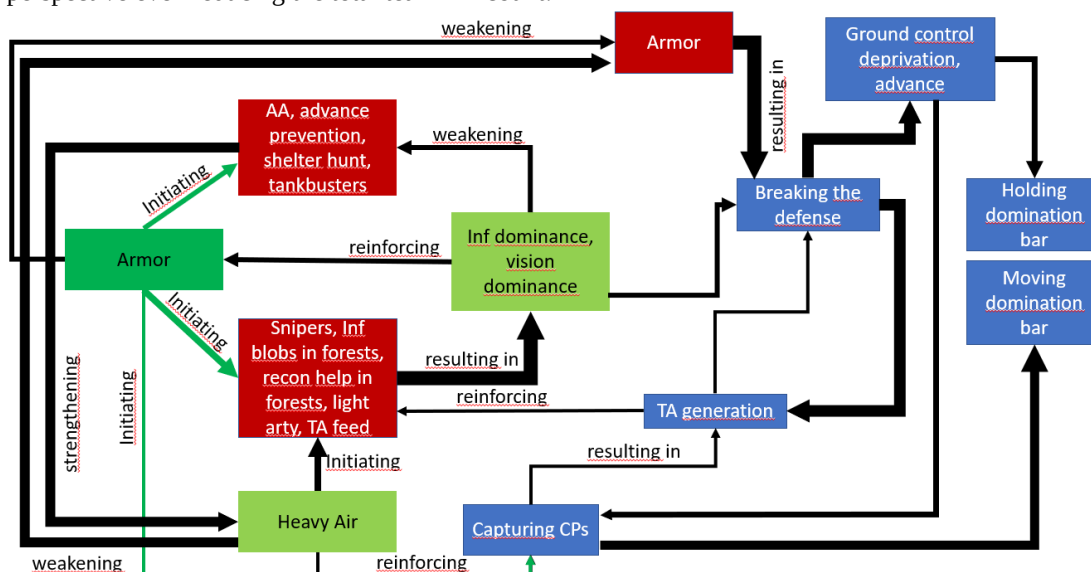 perspective even
weakening
Armor
Ground control
deprivation,
advance
resulting in
AA, advance
prevention,
shelter hunt,
tankbusters
weakening
Initiating
Breaking the
defense
Holding
domination
bar
Armor
reinforcing
Inf dominance,
vision
dominance
Moving
domination
bar
Initiating
Snipers, Inf
blobs in forests,
recon help in
forests, light
arty, TA feed
resulting in
reinforcing
TA generation
strengthening
Initiating
Initiating
resulting in
Heavy Air
Capturing CPs
weakening
reinforcing